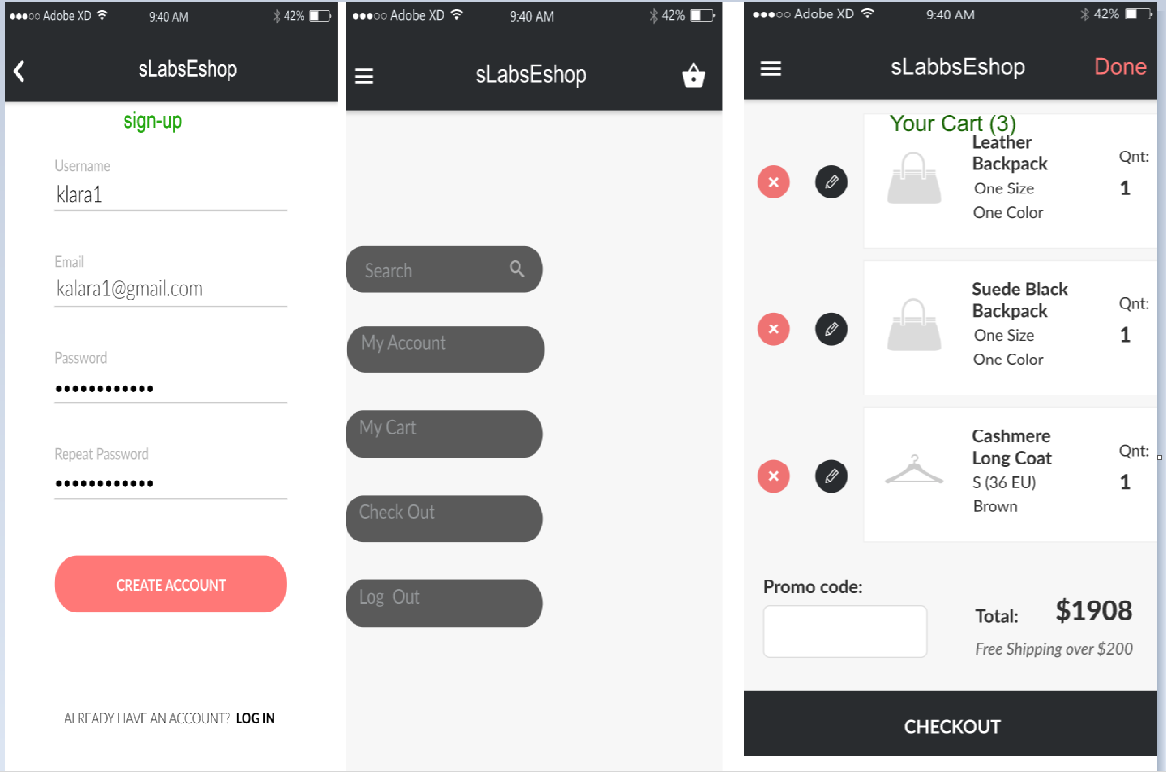 ●●●○○ Adobe XD 9:40 AM 42%
sLabsEshop
sign-up
Username
klara1
Email
kalara1@gmail.com
Password
••••••••••••
Repeat Password
••••••••••••
CREATE ACCOUNT
ALREADY HAVE AN ACCOUNT? LOG IN
●●●○○ Adobe XD 9:40 AM 42%
sLabsEshop
Search
My Account
My Cart
Check Out
Log Out
●●●○○ Adobe XD 9:40 AM 42%
sLabbsEshop Done
Your Cart (3)
Leather
Backpack
One Size
One Color
Qnt:
1
Suede Black
Backpack
One Size
One Color
Qnt:
1
Cashmere
Long Coat
S (36 EU)
Brown
Qnt:
1
Promo code:
Total: $1908
Free Shipping over $200
CHECKOUT